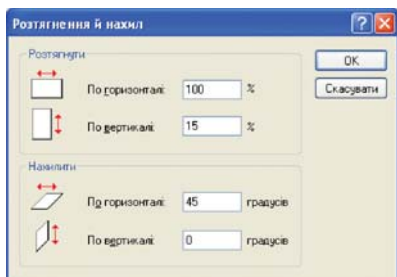 Розтягнення й нахил
Розтягнути
По горизонталі: 100 %
По вертикалі: 15 %
Нахилити
По горизонталі: 45 градусів
По вертикалі: 0 градусів
OK
Скасувати